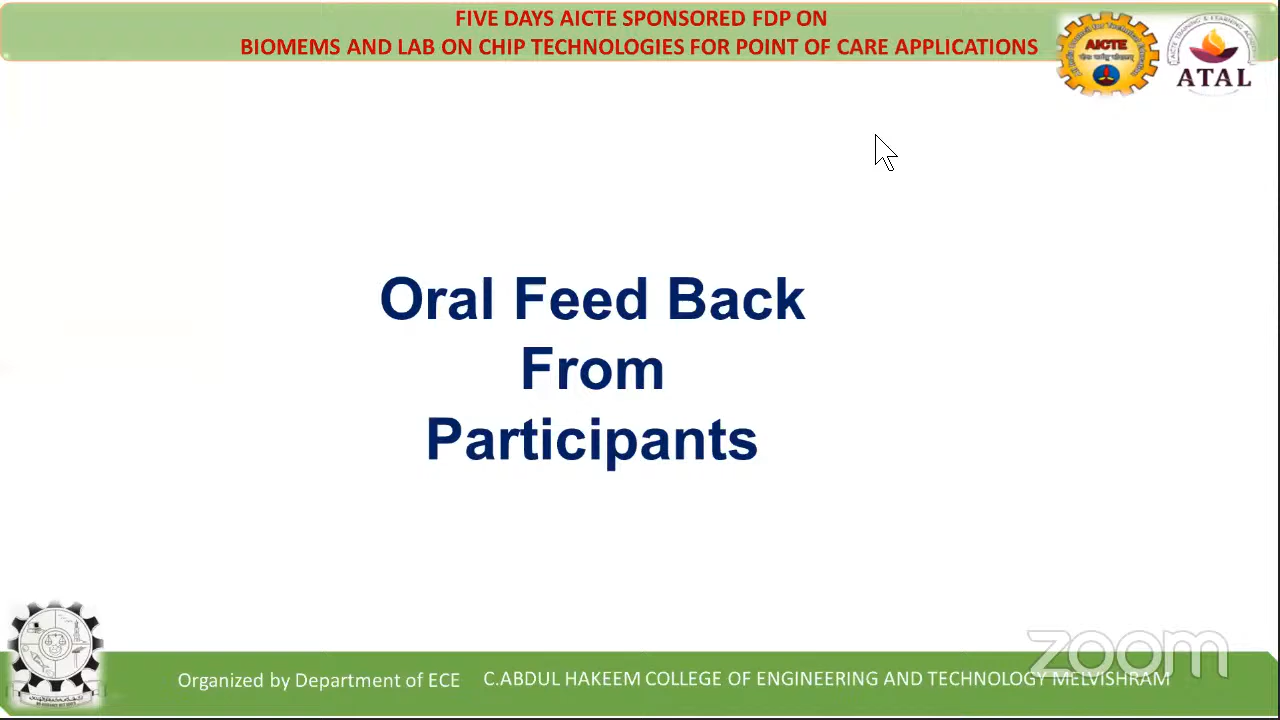 FIVE DAYS AICTE SPONSORED FDP ON
BIOMEMS AND LAB ON CHIP TECHNOLOGIES FOR POINT OF CARE APPLICATIONS
AICTE
ATAL
Oral Feed Back
From
Participants
zoom
Organized by Department of ECE
C.ABDUL HAKEEM COLLEGE OF ENGINEERING AND TECHNOLOGY MELVISHRAM